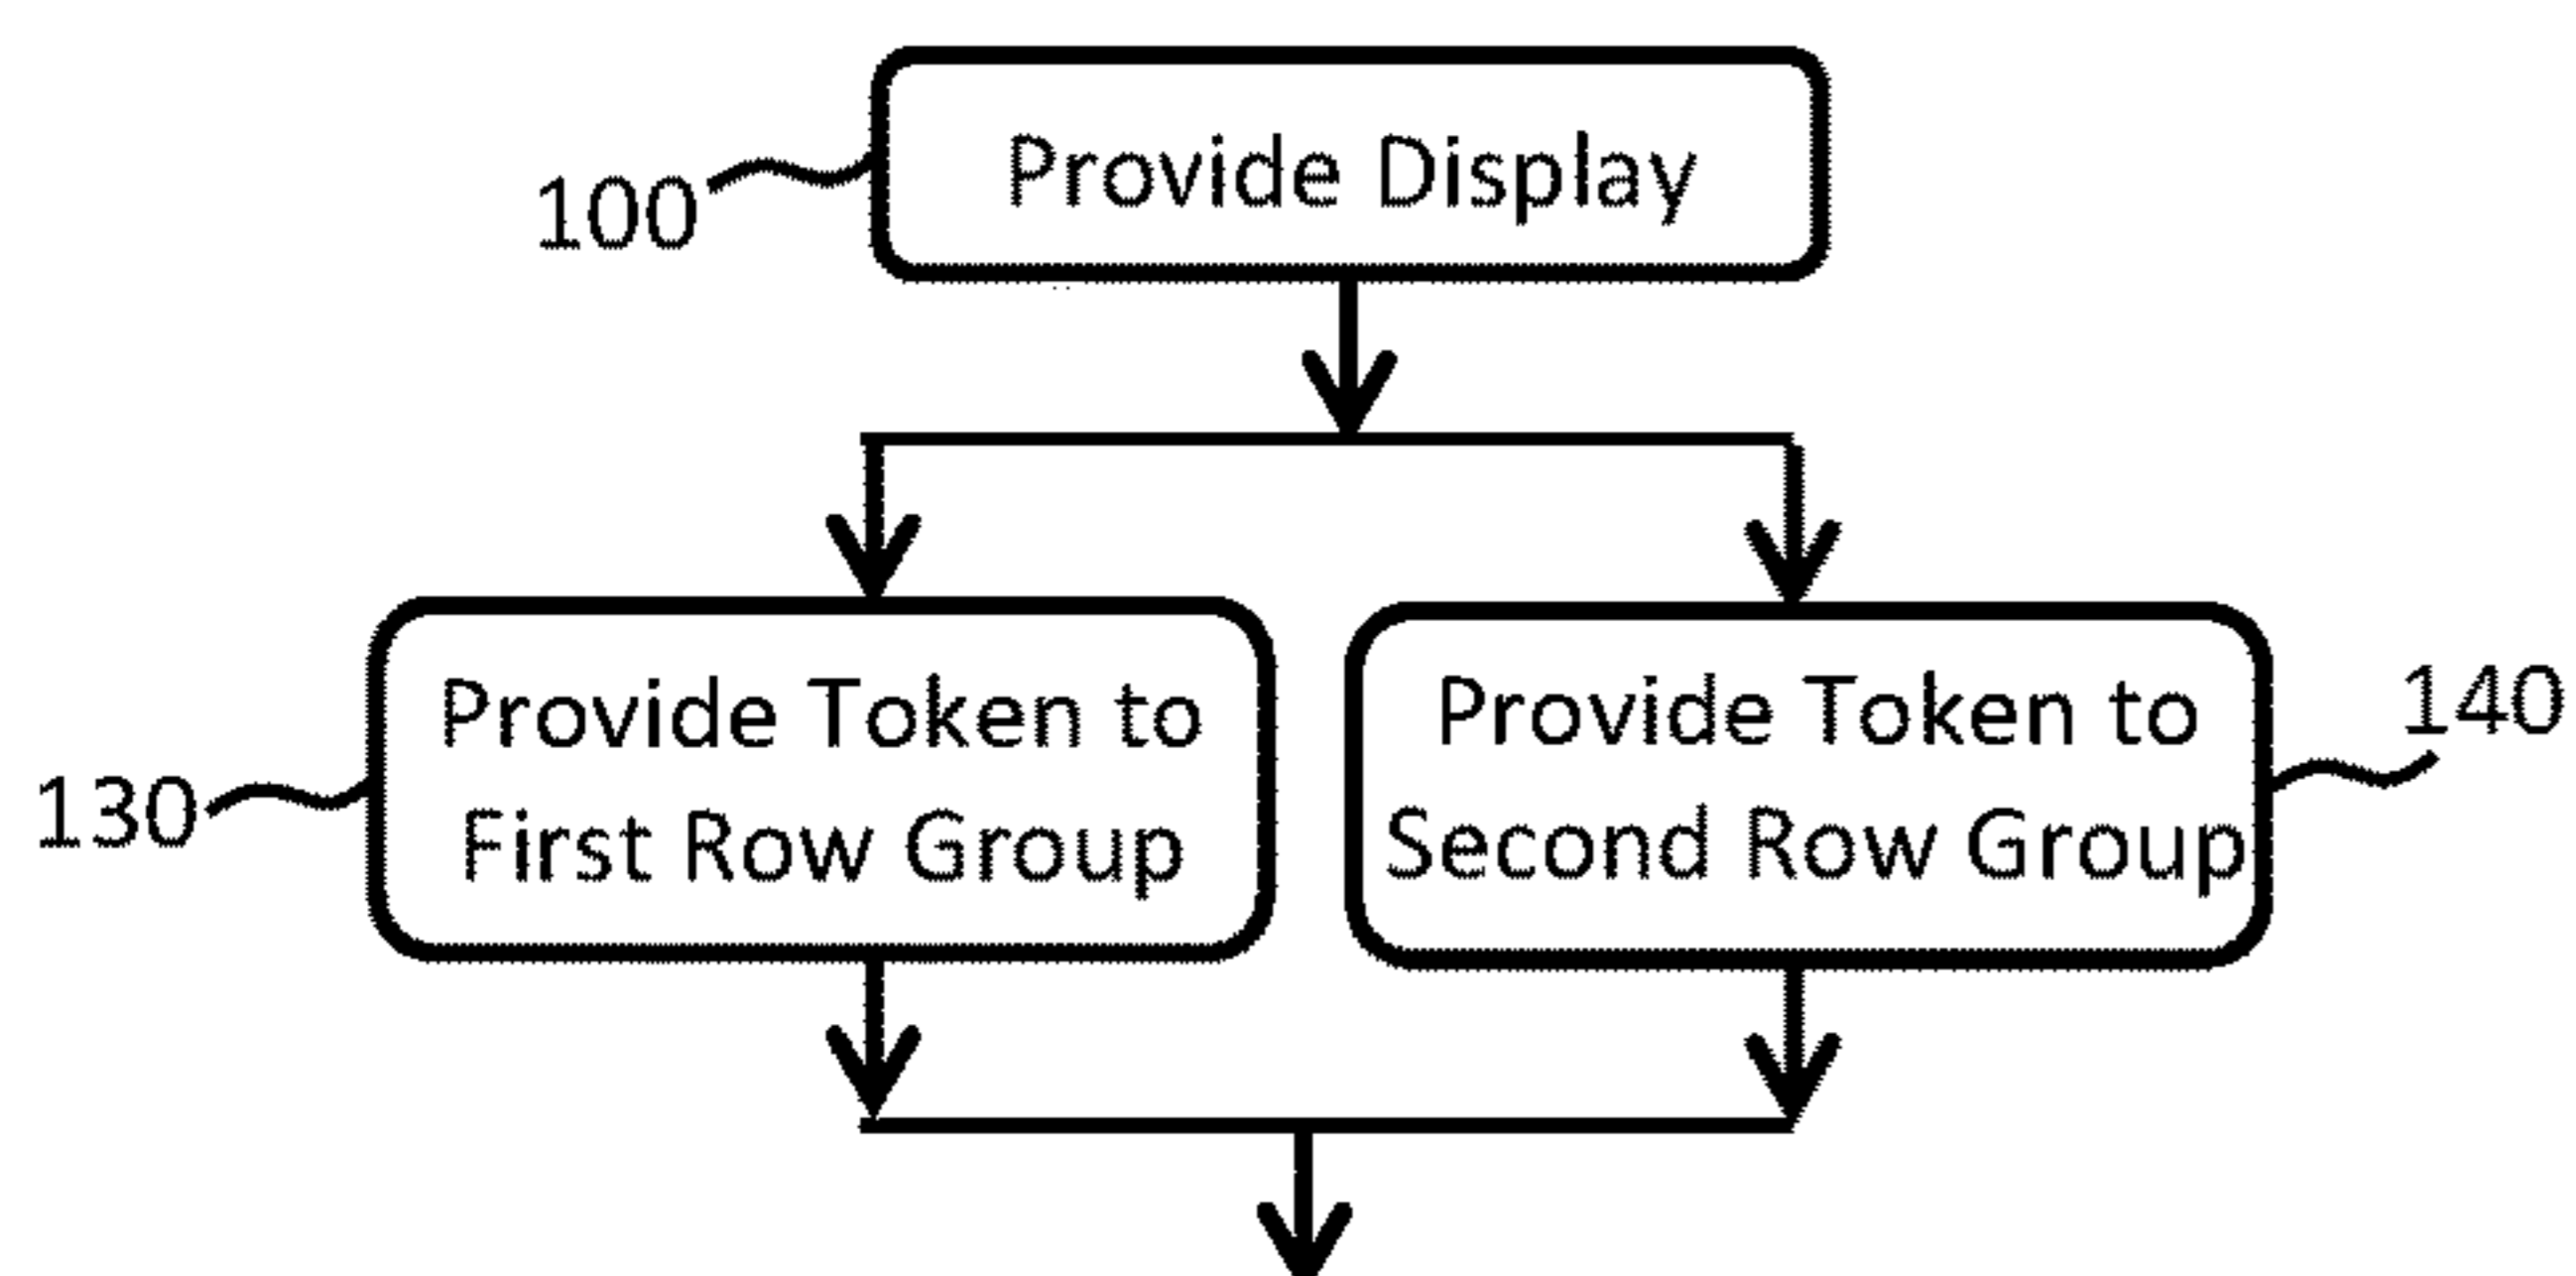 Provide Display
100
Provide Token to
First Row Group
130
Provide Token to
Second Row Group
140